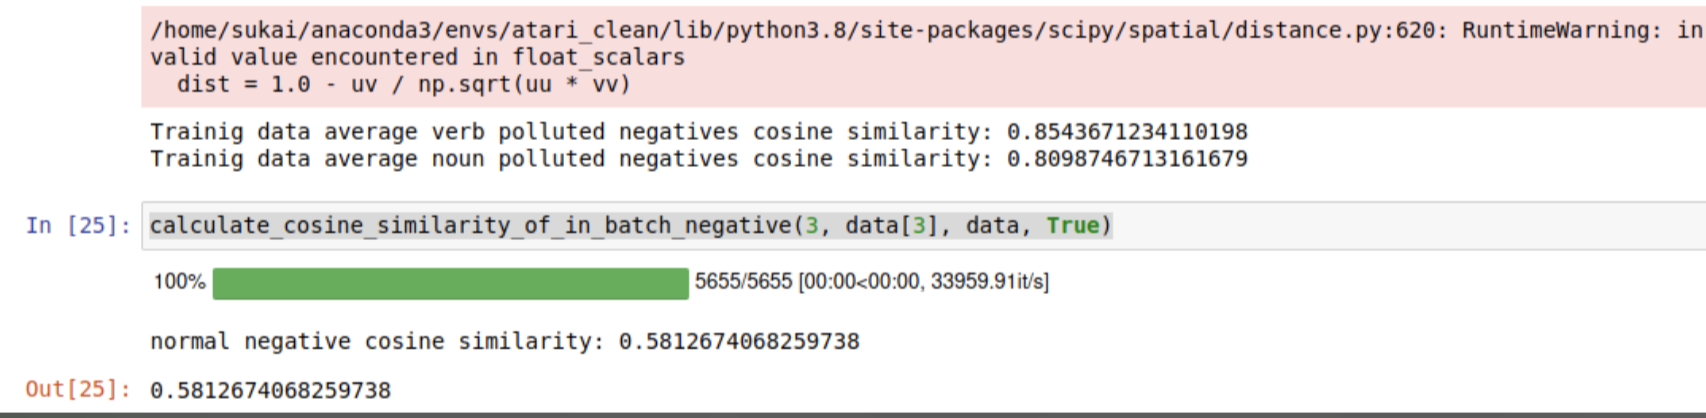 /home/sukai/anaconda3/envs/atari_clean/lib/python3.8/site-packages/scipy/spatial/distance.py:620: RuntimeWarning: in
valid value encountered in float_scalars
  dist = 1.0 - uv / np.sqrt(uu * vv)
Trainig data average verb polluted negatives cosine similarity: 0.8543671234110198
Trainig data average noun polluted negatives cosine similarity: 0.8098746713161679
In [25]: calculate_cosine_similarity_of_in_batch_negative(3, data[3], data, True)
100% 5655/5655 [00:00<00:00, 33959.91it/s]
normal negative cosine similarity: 0.5812674068259738
Out[25]: 0.5812674068259738